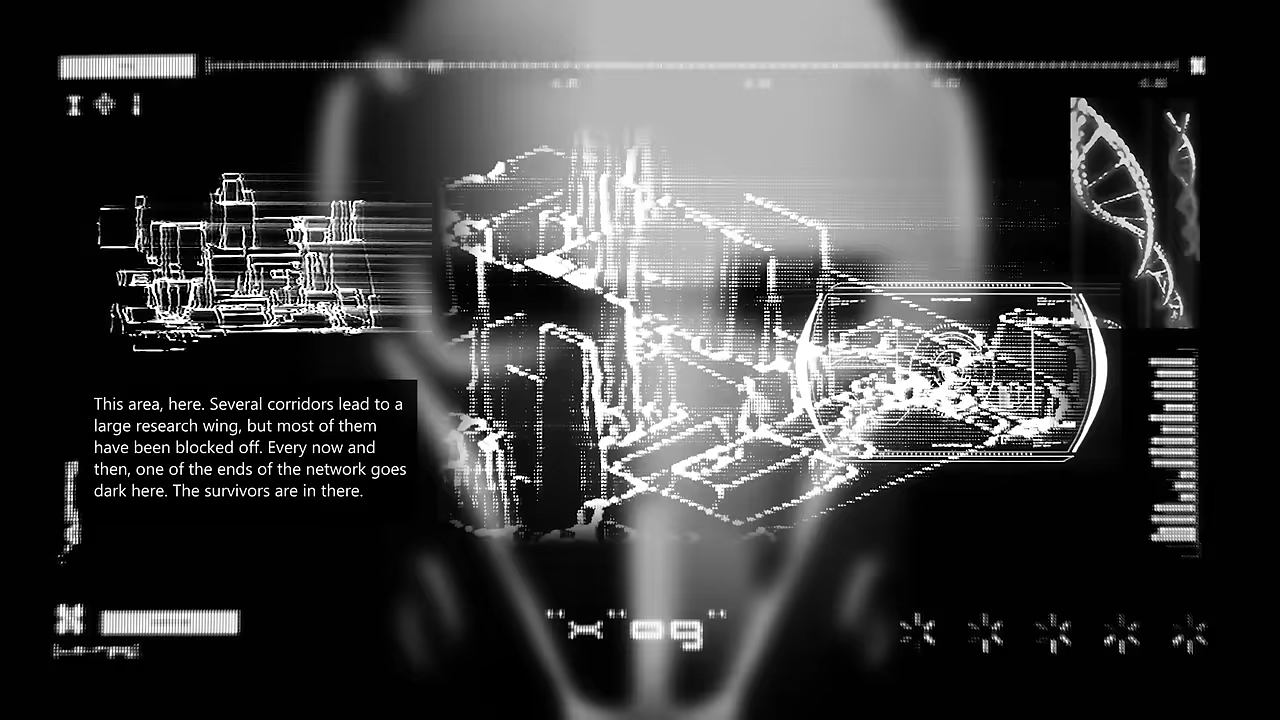 This area, here. Several corridors lead to a
large research wing, but most of them
have been blocked off. Every now and
then, one of the ends of the network goes
dark here. The survivors are in there.